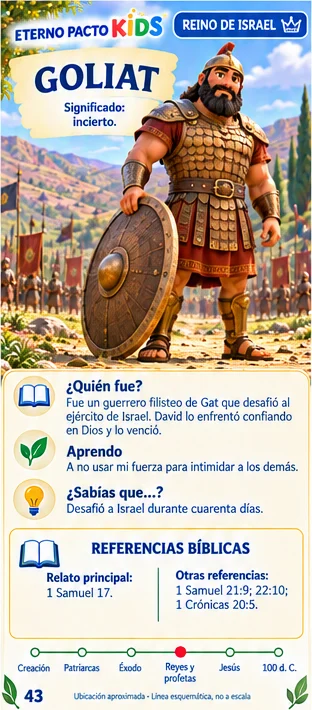 ETERNO PACTO KiDS
REINO DE ISRAEL
GOLIAT
Significado:
incierto.
¿Quién fue?
Fue un guerrero filisteo de Gat que desafió al
ejército de Israel. David lo enfrentó confiando
en Dios y lo venció.
Aprendo
A no usar mi fuerza para intimidar a los demás.
¿Sabías que...?
Desafió a Israel durante cuarenta días.
REFERENCIAS BÍBLICAS
Relato principal:
1 Samuel 17.
Otras referencias:
1 Samuel 21:9; 22:10;
1 Crónicas 20:5.
Creación
Patriarcas
Éxodo
Reyes y
profetas
Jesús
100 d. C.
43
Ubicación aproximada • Línea esquemática, no a escala